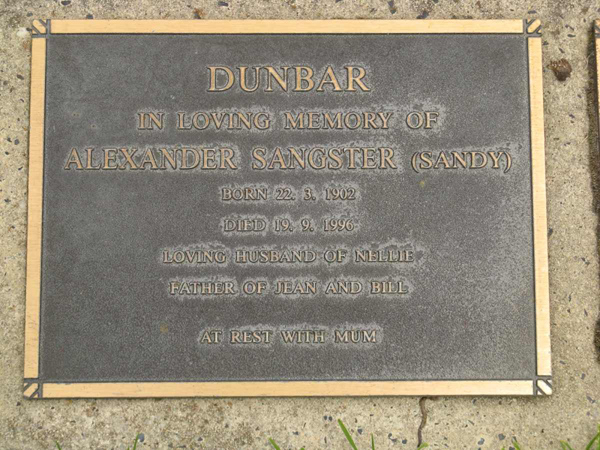 DUNBAR
IN LOVING MEMORY OF
ALEXANDER SANGSTER (SANDY)
BORN 22. 3. 1902
DIED 19. 9. 1996
LOVING HUSBAND OF NELLIE
FATHER OF JEAN AND BILL
AT REST WITH MUM